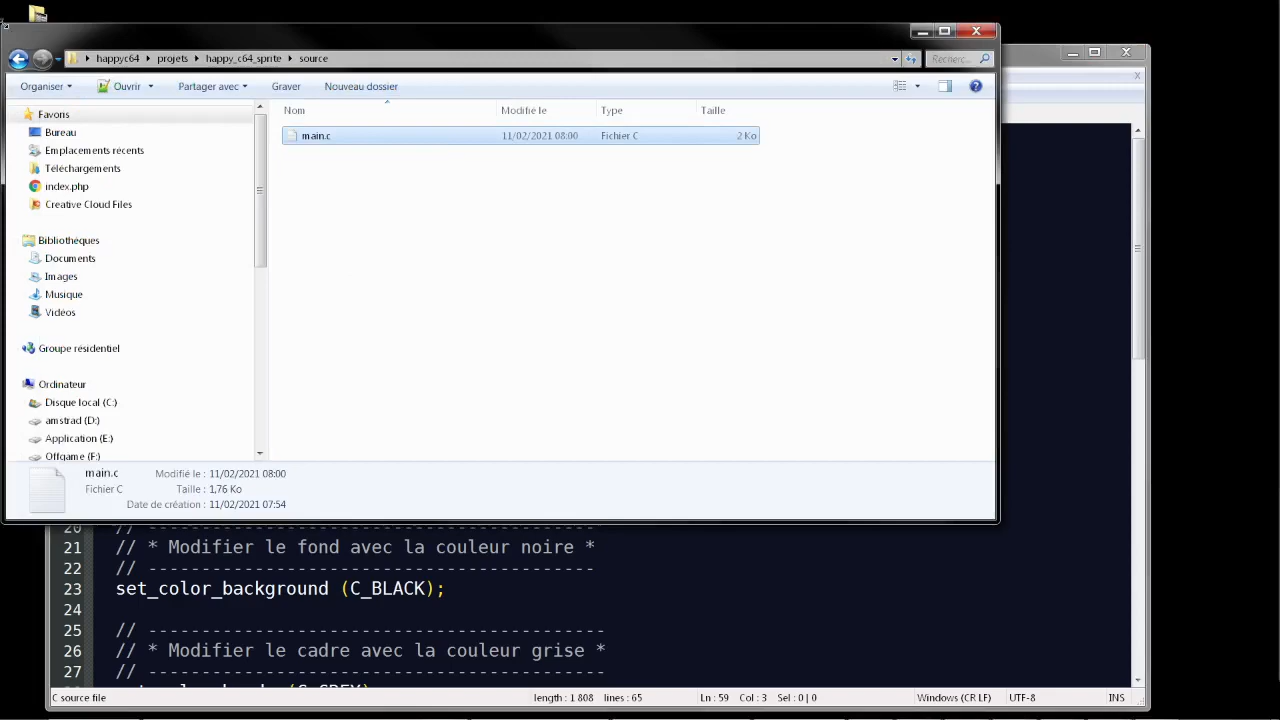 happyc64 projets happy_c64_sprite source Recherc...
Organiser Ouvrir Partager avec Graver Nouveau dossier
Favoris
Bureau
Emplacements récents
Téléchargements
index.php
Creative Cloud Files
Bibliothèques
Documents
Images
Musique
Vidéos
Groupe résidentiel
Ordinateur
Disque local (C:)
amstrad (D:)
Application (E:)
Offgame (F:)
Nom Modifié le Type Taille
main.c 11/02/2021 08:00 Fichier C 2 Ko
main.c Modifié le : 11/02/2021 08:00
Fichier C Taille : 1,76 Ko
Date de création : 11/02/2021 07:54
20 // ------------------------------------------
21 // * Modifier le fond avec la couleur noire *
22 // ------------------------------------------
23 set_color_background (C_BLACK);
24
25 // -------------------------------------------
26 // * Modifier le cadre avec la couleur grise *
27 // -------------------------------------------
C source file length : 1 808 lines : 65 Ln : 59 Col : 3 Sel : 0 | 0 Windows (CR LF) UTF-8 INS